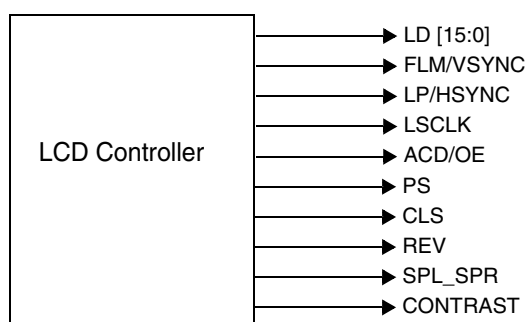 LCD Controller
LD [15:0]
FLM/VSYNC
LP/HSYNC
LSCLK
ACD/OE
PS
CLS
REV
SPL_SPR
CONTRAST